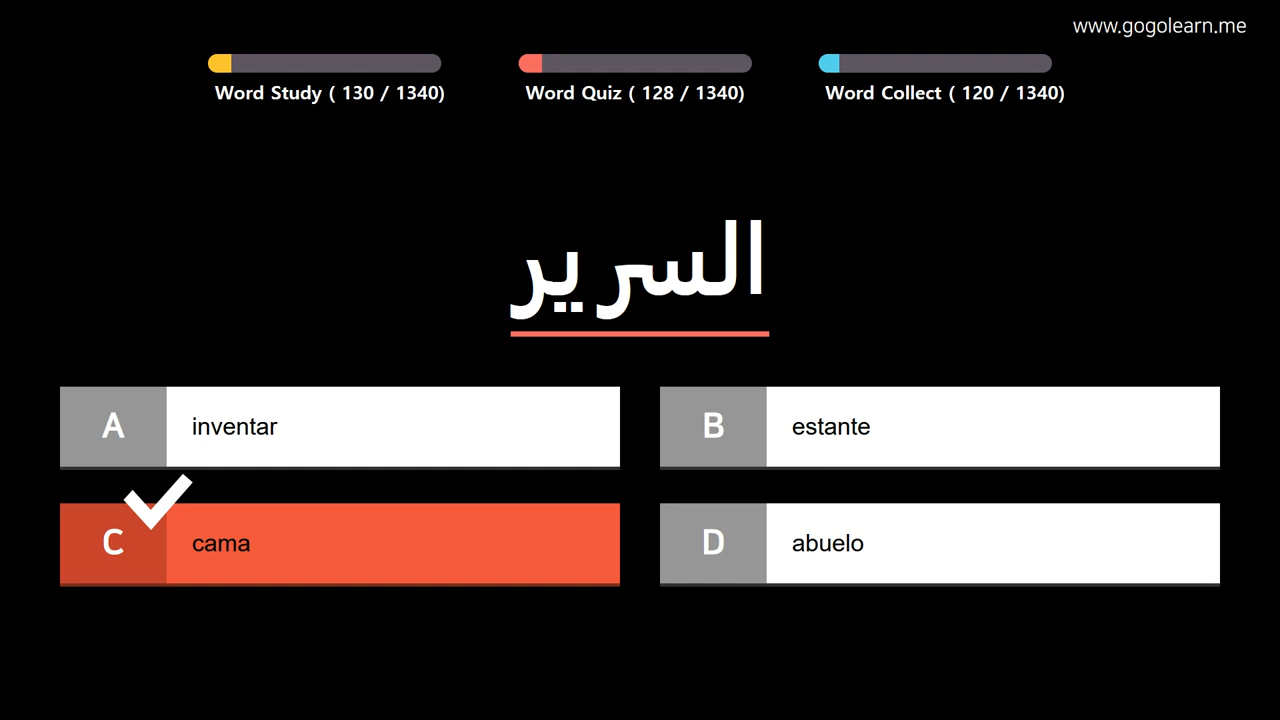 www.gogolearn.me
Word Study ( 130 / 1340)
Word Quiz ( 128 / 1340)
Word Collect ( 120 / 1340)
السرير
A
inventar
B
estante
C
cama
D
abuelo